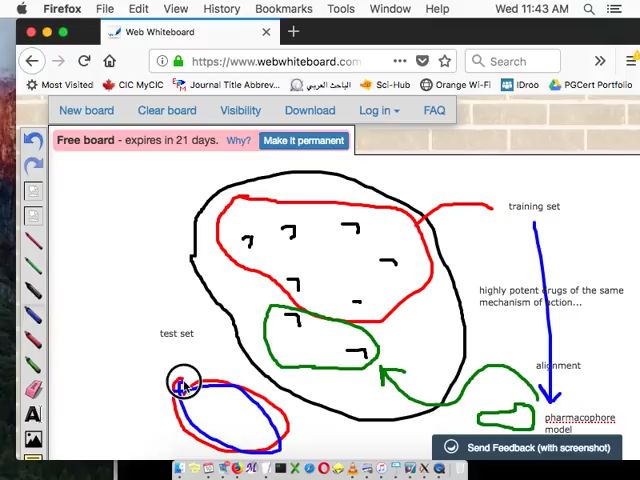 Firefox File Edit View History Bookmarks Tools Window Help Wed 11:43 AM
Web Whiteboard
https://www.webwhiteboard.co Search
Most Visited CIC MyCIC Journal Title Abbrev... الباحث العربي Sci-Hub Orange Wi-Fi IDroo PGCert Portfolio
New board Clear board Visibility Download Log in FAQ
Free board - expires in 21 days. Why? Make it permanent
training set
highly potent drugs of the same
mechanism of action...
test set
alignment
pharmacophore
model
A
Send Feedback (with screenshot)